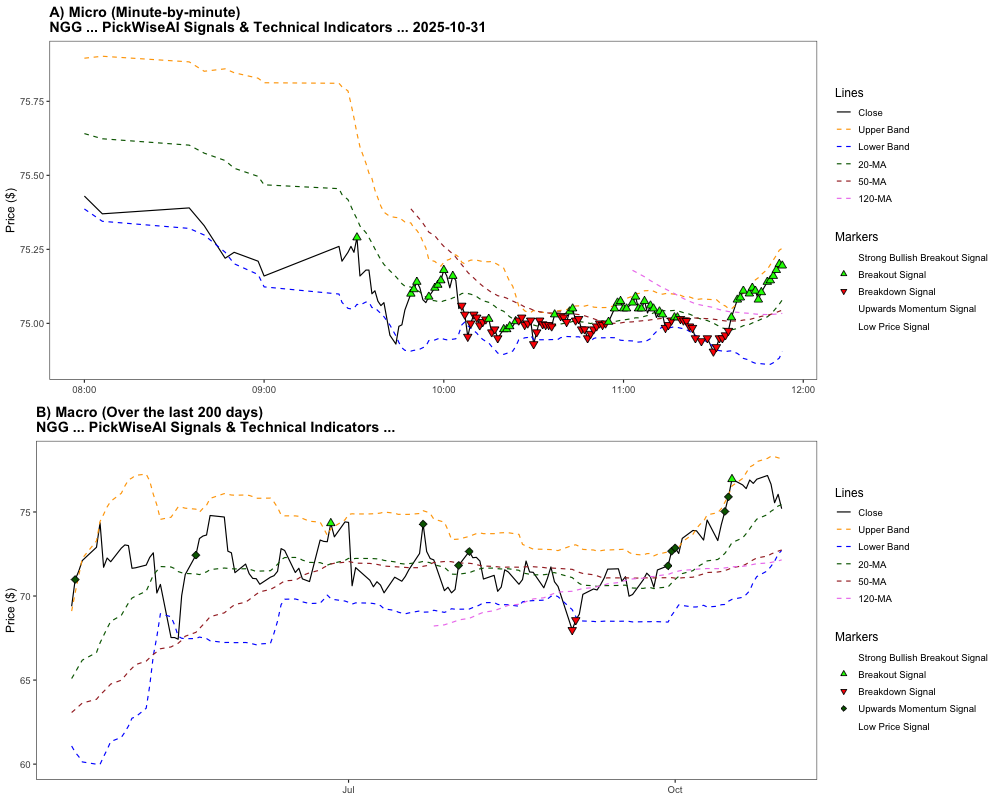 A) Micro (Minute-by-minute)
NGG ... PickWiseAI Signals & Technical Indicators ... 2025-10-31
Price ($)
75.75
75.50
75.25
75.00
08:00
09:00
10:00
11:00
12:00
Lines
Close
Upper Band
Lower Band
20-MA
50-MA
120-MA
Markers
Strong Bullish Breakout Signal
Breakout Signal
Breakdown Signal
Upwards Momentum Signal
Low Price Signal
B) Macro (Over the last 200 days)
NGG ... PickWiseAI Signals & Technical Indicators ...
Price ($)
75
70
65
60
Jul
Oct
Lines
Close
Upper Band
Lower Band
20-MA
50-MA
120-MA
Markers
Strong Bullish Breakout Signal
Breakout Signal
Breakdown Signal
Upwards Momentum Signal
Low Price Signal